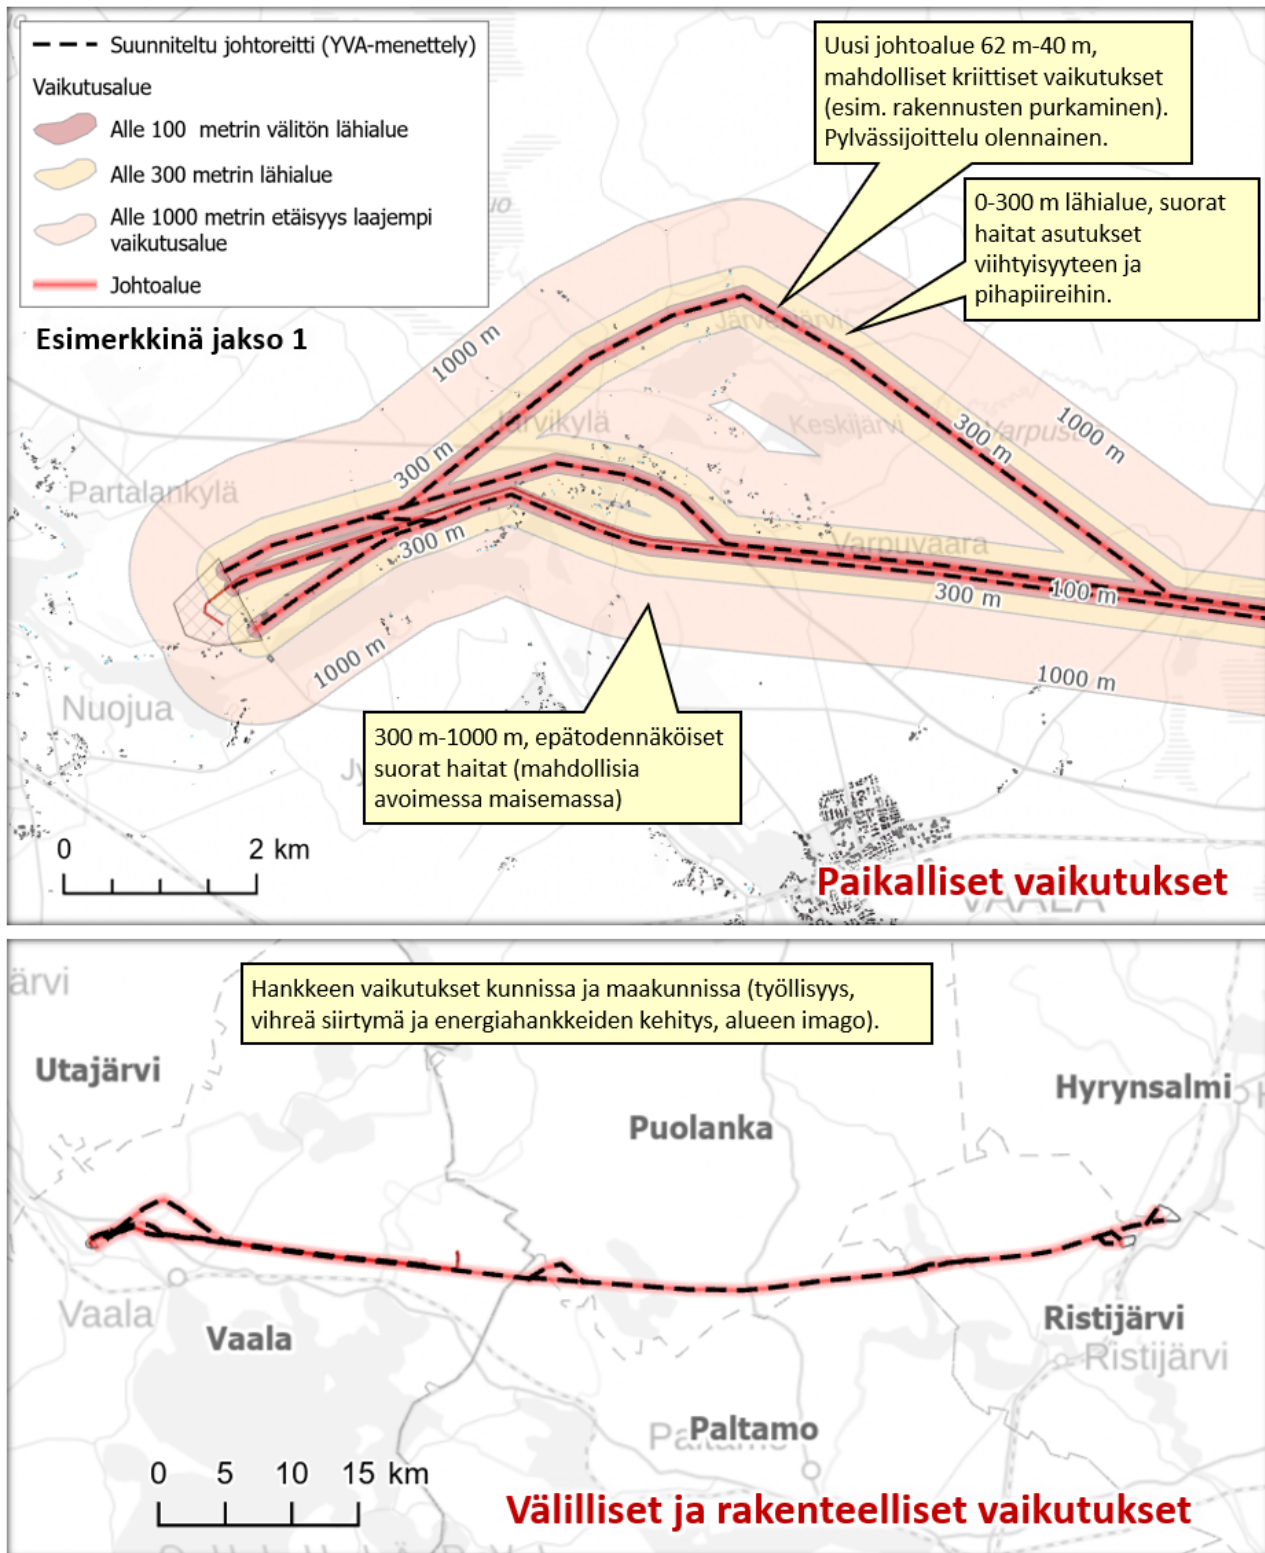 Suunniteltu johtoreitti (YVA-menettely)
Vaikutusalue
Alle 100 metrin välitön lähialue
Alle 300 metrin lähialue
Alle 1000 metrin etäisyys laajempi
vaikutusalue
Johtoalue
Esimerkkinä jakso 1
Uusi johtoalue 62 m-40 m,
mahdolliset kriittiset vaikutukset
(esim. rakennusten purkaminen).
Pylvässijoittelu olennainen.
0-300 m lähialue, suorat
haitat asutukset
viihtyisyyteen ja
pihapiireihin.
1000 m
Järvikylä
Keskijärvi
300 m
1000 m
300 m
Partalankylä
300 m
Varpuvaara
300 m
100 m
1000 m
1000 m
Nuojua
300 m-1000 m, epätodennäköiset
suorat haitat (mahdollisia
avoimessa maisemassa)
0 2 km
Paikalliset vaikutukset
VAALA
ärvi
Hankkeen vaikutukset kunnissa ja maakunnissa (työllisyys,
vihreä siirtymä ja energiahankkeiden kehitys, alueen imago).
Utajärvi
Hyrynsalmi
Puolanka
Vaala
Vaala
Ristijärvi
Ristijärvi
Paltamo
Paltamo
0 5 10 15 km
Välilliset ja rakenteelliset vaikutukset